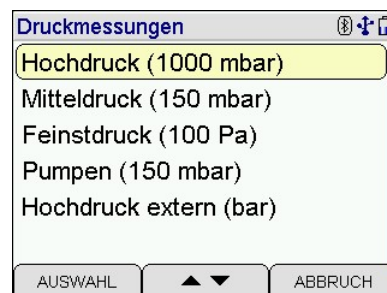 Druckmessungen
Hochdruck (1000 mbar)
Mitteldruck (150 mbar)
Feinstdruck (100 Pa)
Pumpen (150 mbar)
Hochdruck extern (bar)
AUSWAHL ▲ ▼ ABBRUCH